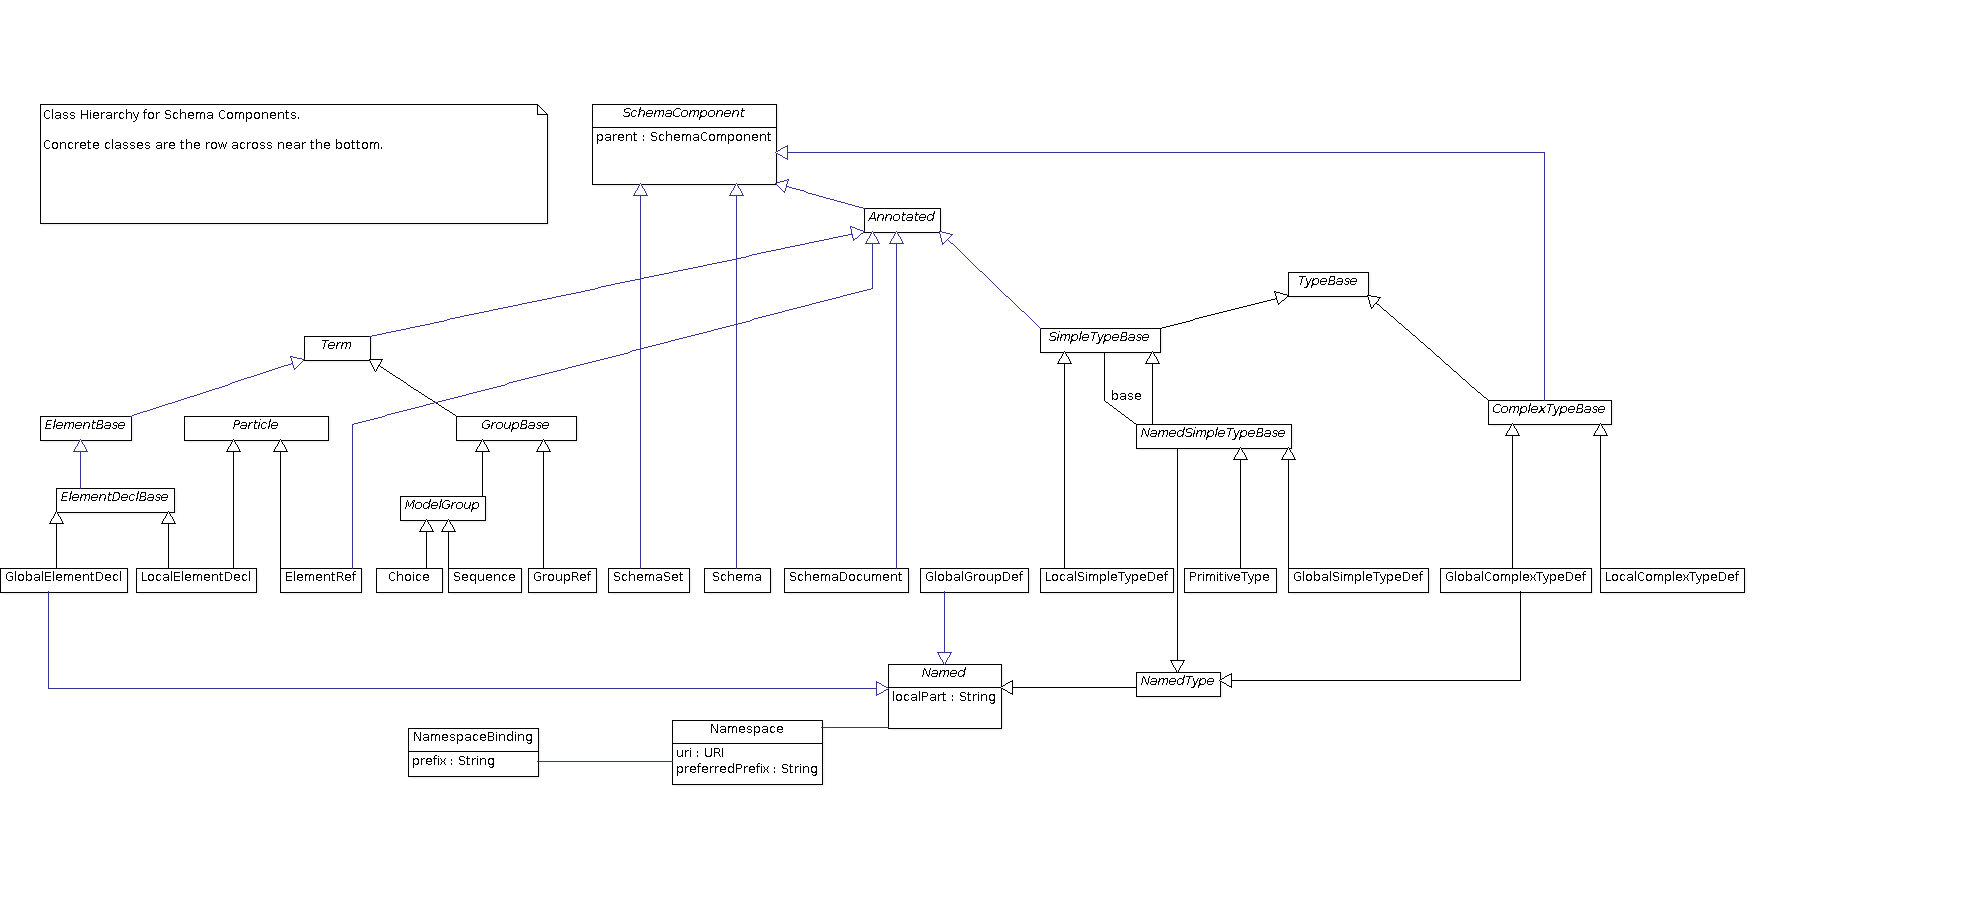 Class Hierarchy for Schema Components.
Concrete classes are the row across near the bottom.
SchemaComponent
parent : SchemaComponent
Annotated
TypeBase
Term
SimpleTypeBase
base
ElementBase
Particle
GroupBase
NamedSimpleTypeBase
ComplexTypeBase
ElementDeclBase
ModelGroup
GlobalElementDecl
LocalElementDecl
ElementRef
Choice
Sequence
GroupRef
SchemaSet
Schema
SchemaDocument
GlobalGroupDef
LocalSimpleTypeDef
PrimitiveType
GlobalSimpleTypeDef
GlobalComplexTypeDef
LocalComplexTypeDef
Named
localPart : String
NamedType
NamespaceBinding
prefix : String
Namespace
uri : URI
preferredPrefix : String